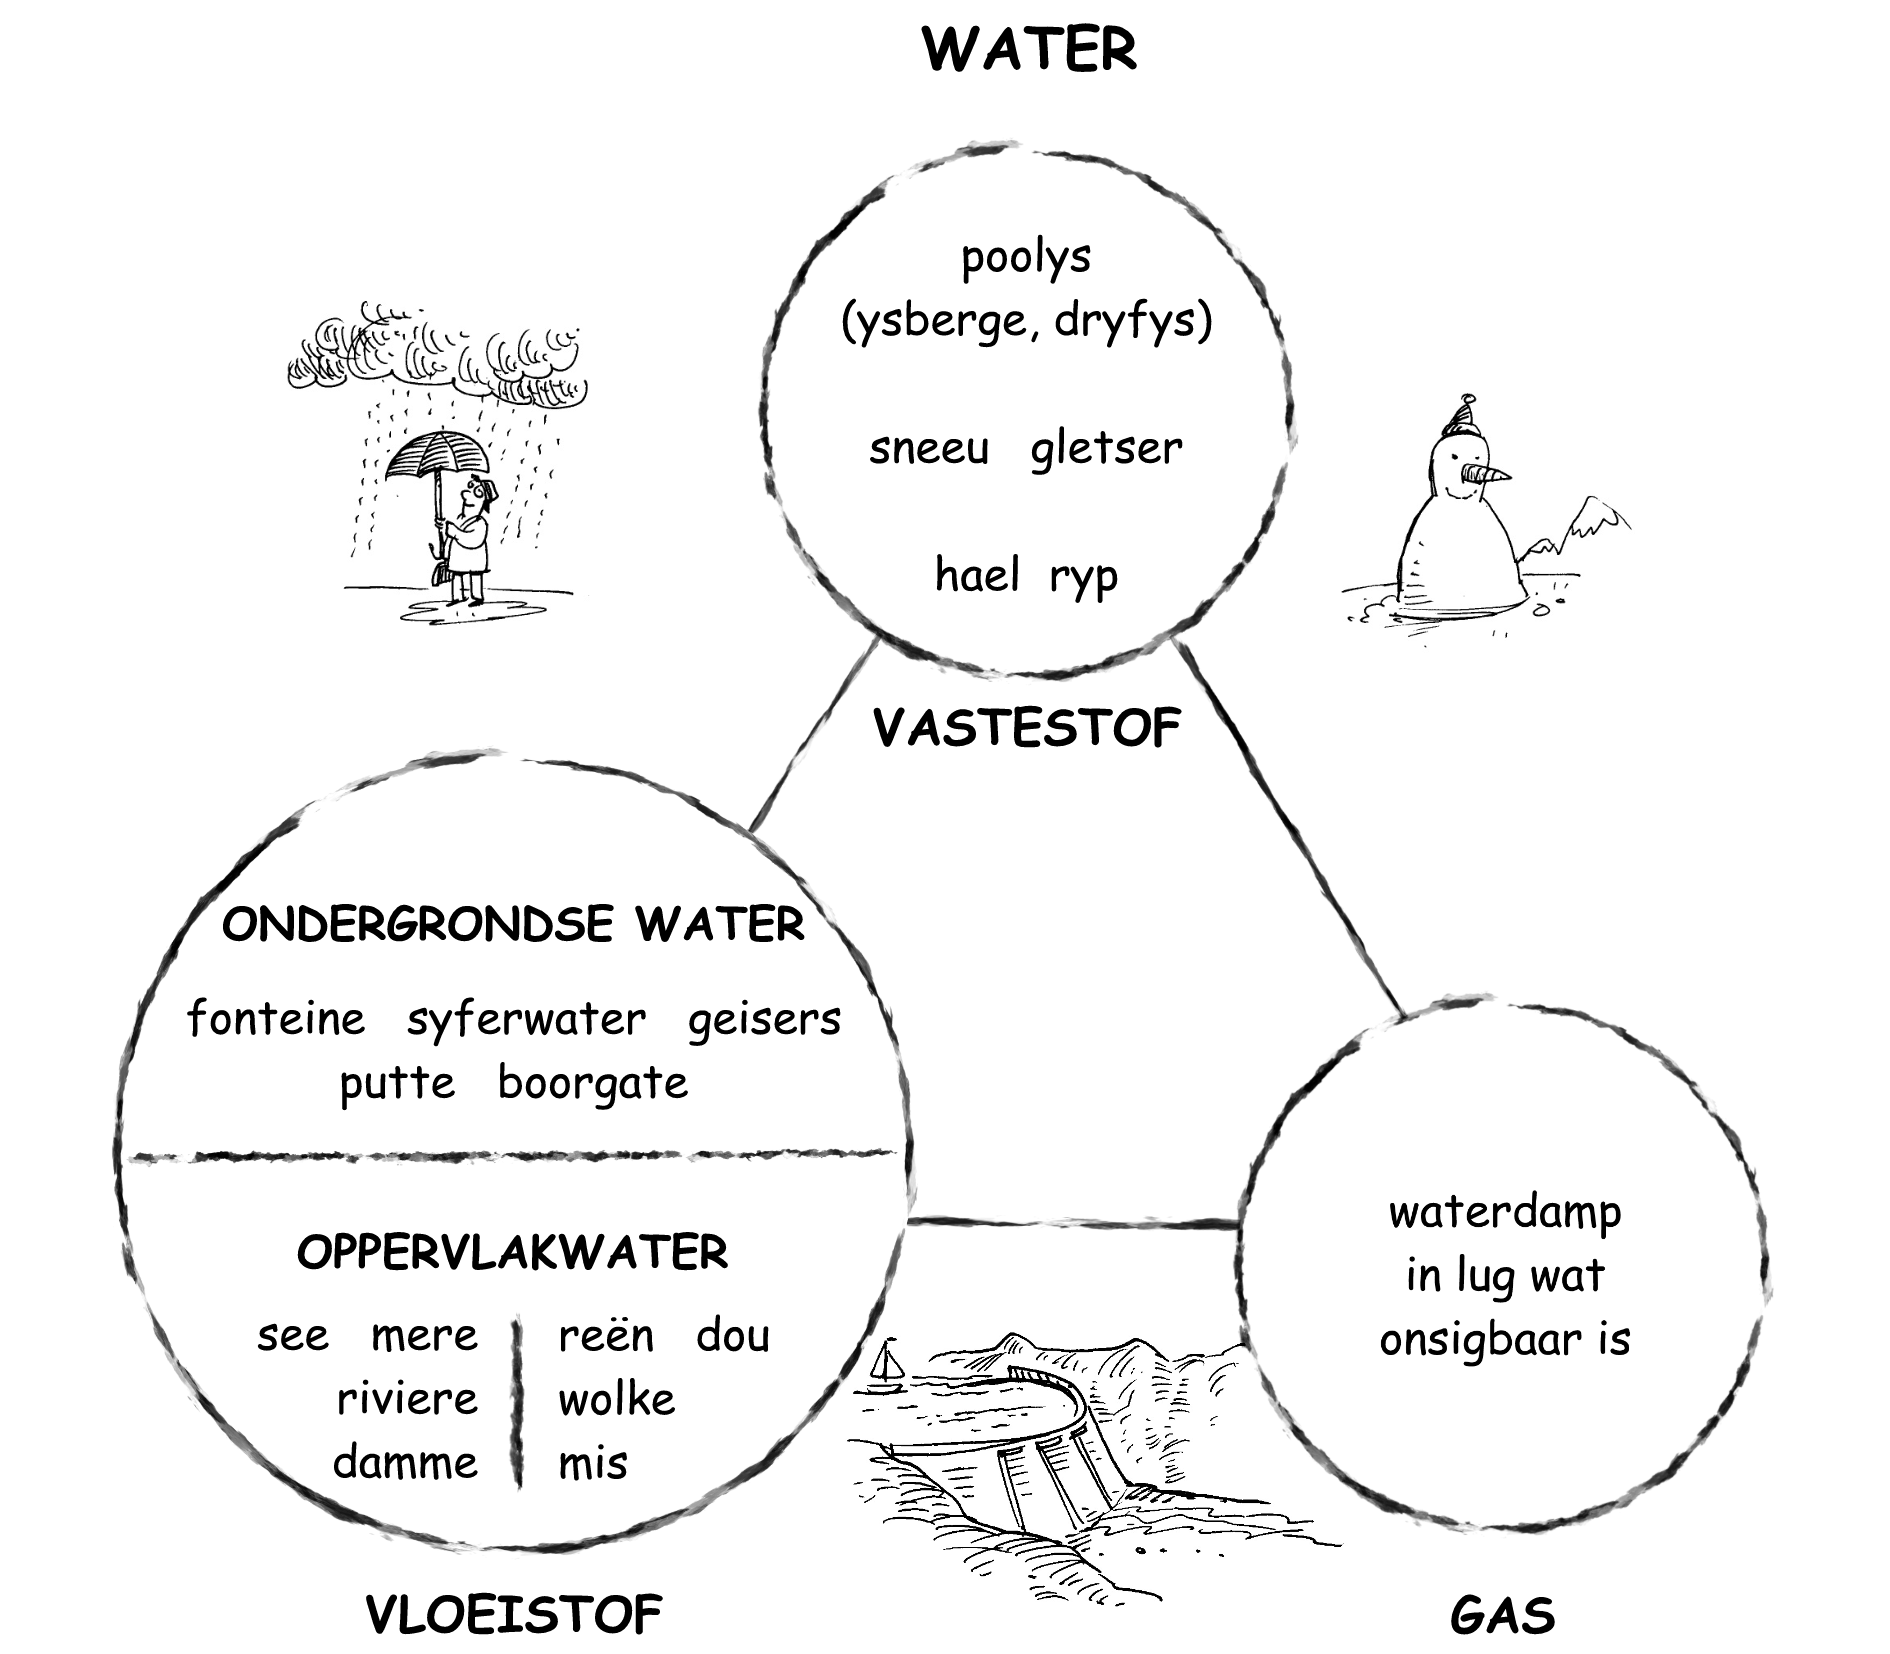 WATER
poolys
(ysberge, dryfys)
sneeu gletser
hael ryp
VASTESTOF
ONDERGRONDSE WATER
fonteine syferwater geisers
putte boorgate
OPPERVLAKWATER
see mere
riviere
damme
reën dou
wolke
mis
VLOEISTOF
waterdamp
in lug wat
onsigbaar is
GAS